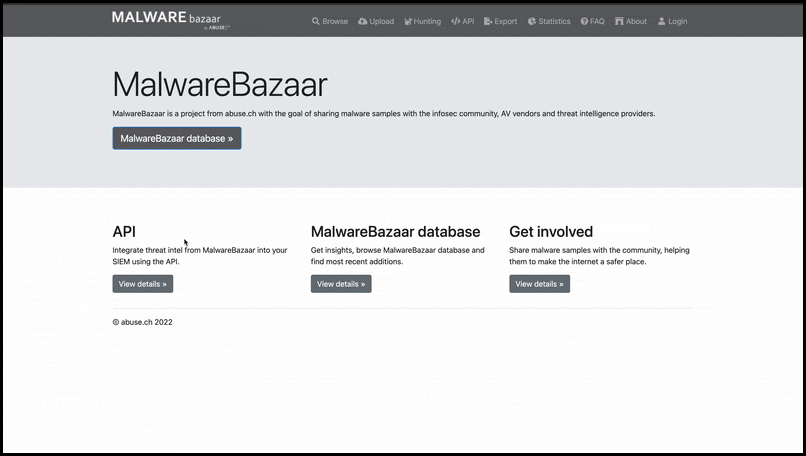 MALWARE bazaar
Browse Upload Hunting API Export Statistics FAQ About Login
MalwareBazaar
MalwareBazaar is a project from abuse.ch with the goal of sharing malware samples with the infosec community, AV vendors and threat intelligence providers.
MalwareBazaar database »
API
Integrate threat intel from MalwareBazaar into your
SIEM using the API.
View details »
MalwareBazaar database
Get insights, browse MalwareBazaar database and
find most recent additions.
View details »
Get involved
Share malware samples with the community, helping
them to make the internet a safer place.
View details »
© abuse.ch 2022